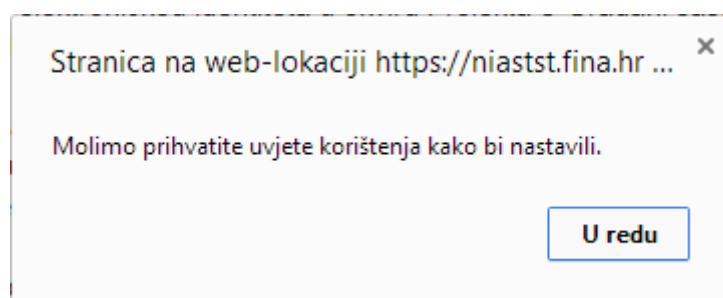 Stranica na web-lokaciji https://niastst.fina.hr ...
Molimo prihvatite uvjete korištenja kako bi nastavili.
U redu